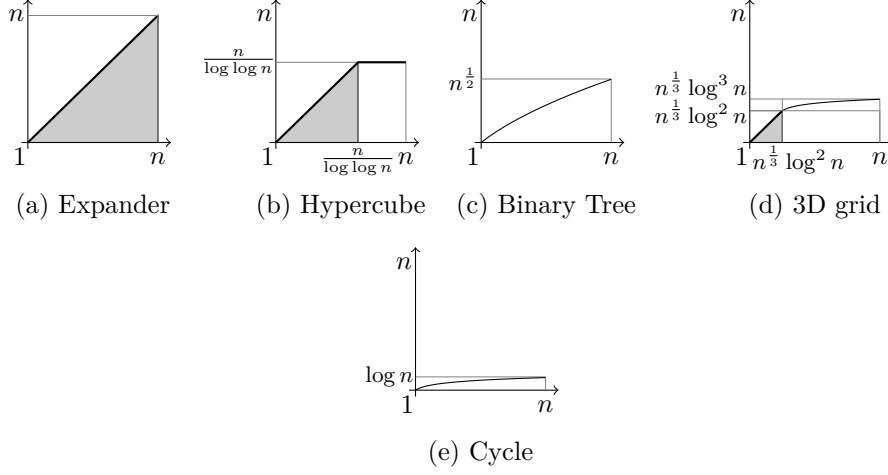 n
1
n
(a) Expander
n
n/(log log n)
1
n/(log log n)
n
(b) Hypercube
n
n^{1/2}
1
n
(c) Binary Tree
n
n^{1/3} log^3 n
n^{1/3} log^2 n
1
n^{1/3} log^2 n
n
(d) 3D grid
n
log n
1
n
(e) Cycle